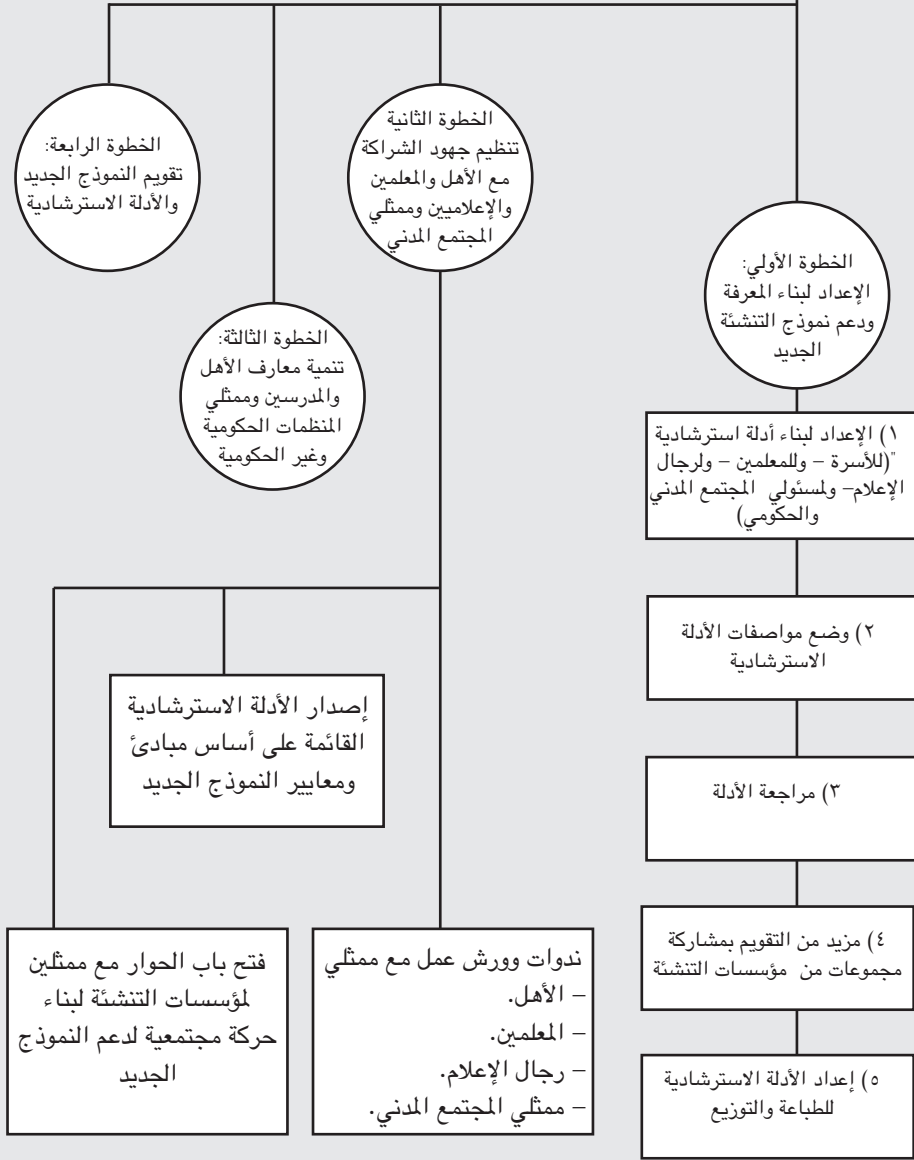 الخطوة الأولي:
الإعداد لبناء المعرفة
ودعم نموذج التنشئة
الجديد
١) الإعداد لبناء أدلة استرشادية
"(للأسرة – وللمعلمين – ولرجال
الإعلام– ولمسئولي المجتمع المدني
والحكومي)
٢) وضع مواصفات الأدلة
الاسترشادية
٣) مراجعة الأدلة
٤) مزيد من التقويم بمشاركة
مجموعات من مؤسسات التنشئة
٥) إعداد الأدلة الاسترشادية
للطباعة والتوزيع
الخطوة الثانية
تنظيم جهود الشراكة
مع الأهل والمعلمين
والإعلاميين وممثلي
المجتمع المدني
ندوات وورش عمل مع ممثلي
– الأهل.
– المعلمين.
– رجال الإعلام.
– ممثلي المجتمع المدني.
إصدار الأدلة الاسترشادية
القائمة على أساس مبادئ
ومعايير النموذج الجديد
فتح باب الحوار مع ممثلين
لمؤسسات التنشئة لبناء
حركة مجتمعية لدعم النموذج
الجديد
الخطوة الثالثة:
تنمية معارف الأهل
والمدرسين وممثلي
المنظمات الحكومية
وغير الحكومية
الخطوة الرابعة:
تقويم النموذج الجديد
والأدلة الاسترشادية